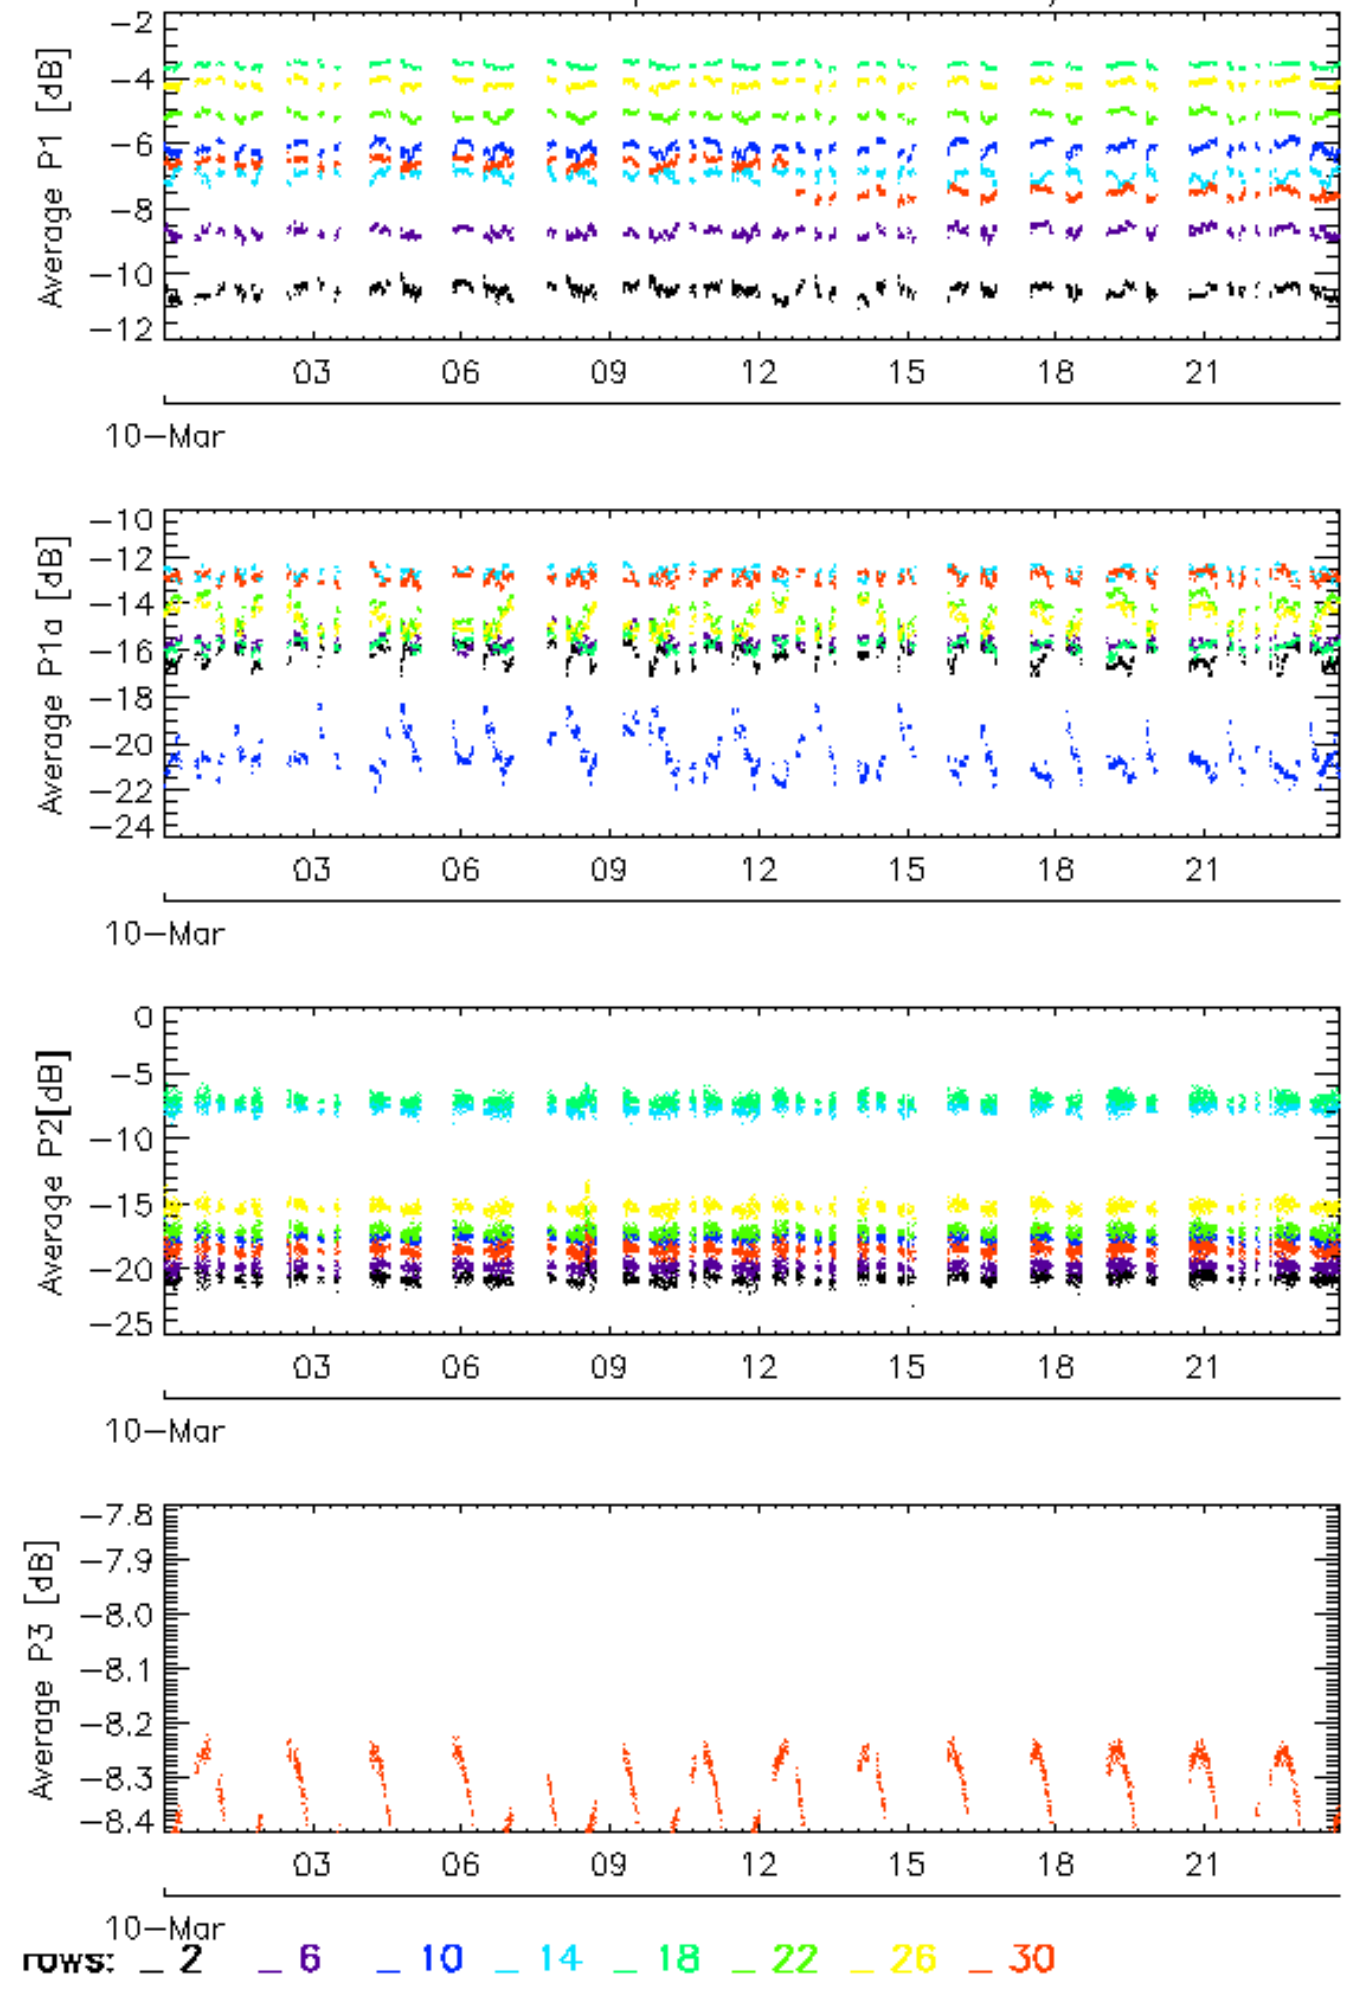 Average P1 [dB]
-2
-4
-6
-8
-10
-12
03 06 09 12 15 18 21
10-Mar
Average P1a [dB]
-10
-12
-14
-16
-18
-20
-22
-24
03 06 09 12 15 18 21
10-Mar
Average P2[dB]
0
-5
-10
-15
-20
-25
03 06 09 12 15 18 21
10-Mar
Average P3 [dB]
-7.8
-7.9
-8.0
-8.1
-8.2
-8.3
-8.4
03 06 09 12 15 18 21
10-Mar
rows: _ 2 _ 6 _ 10 _ 14 _ 18 _ 22 _ 26 _ 30